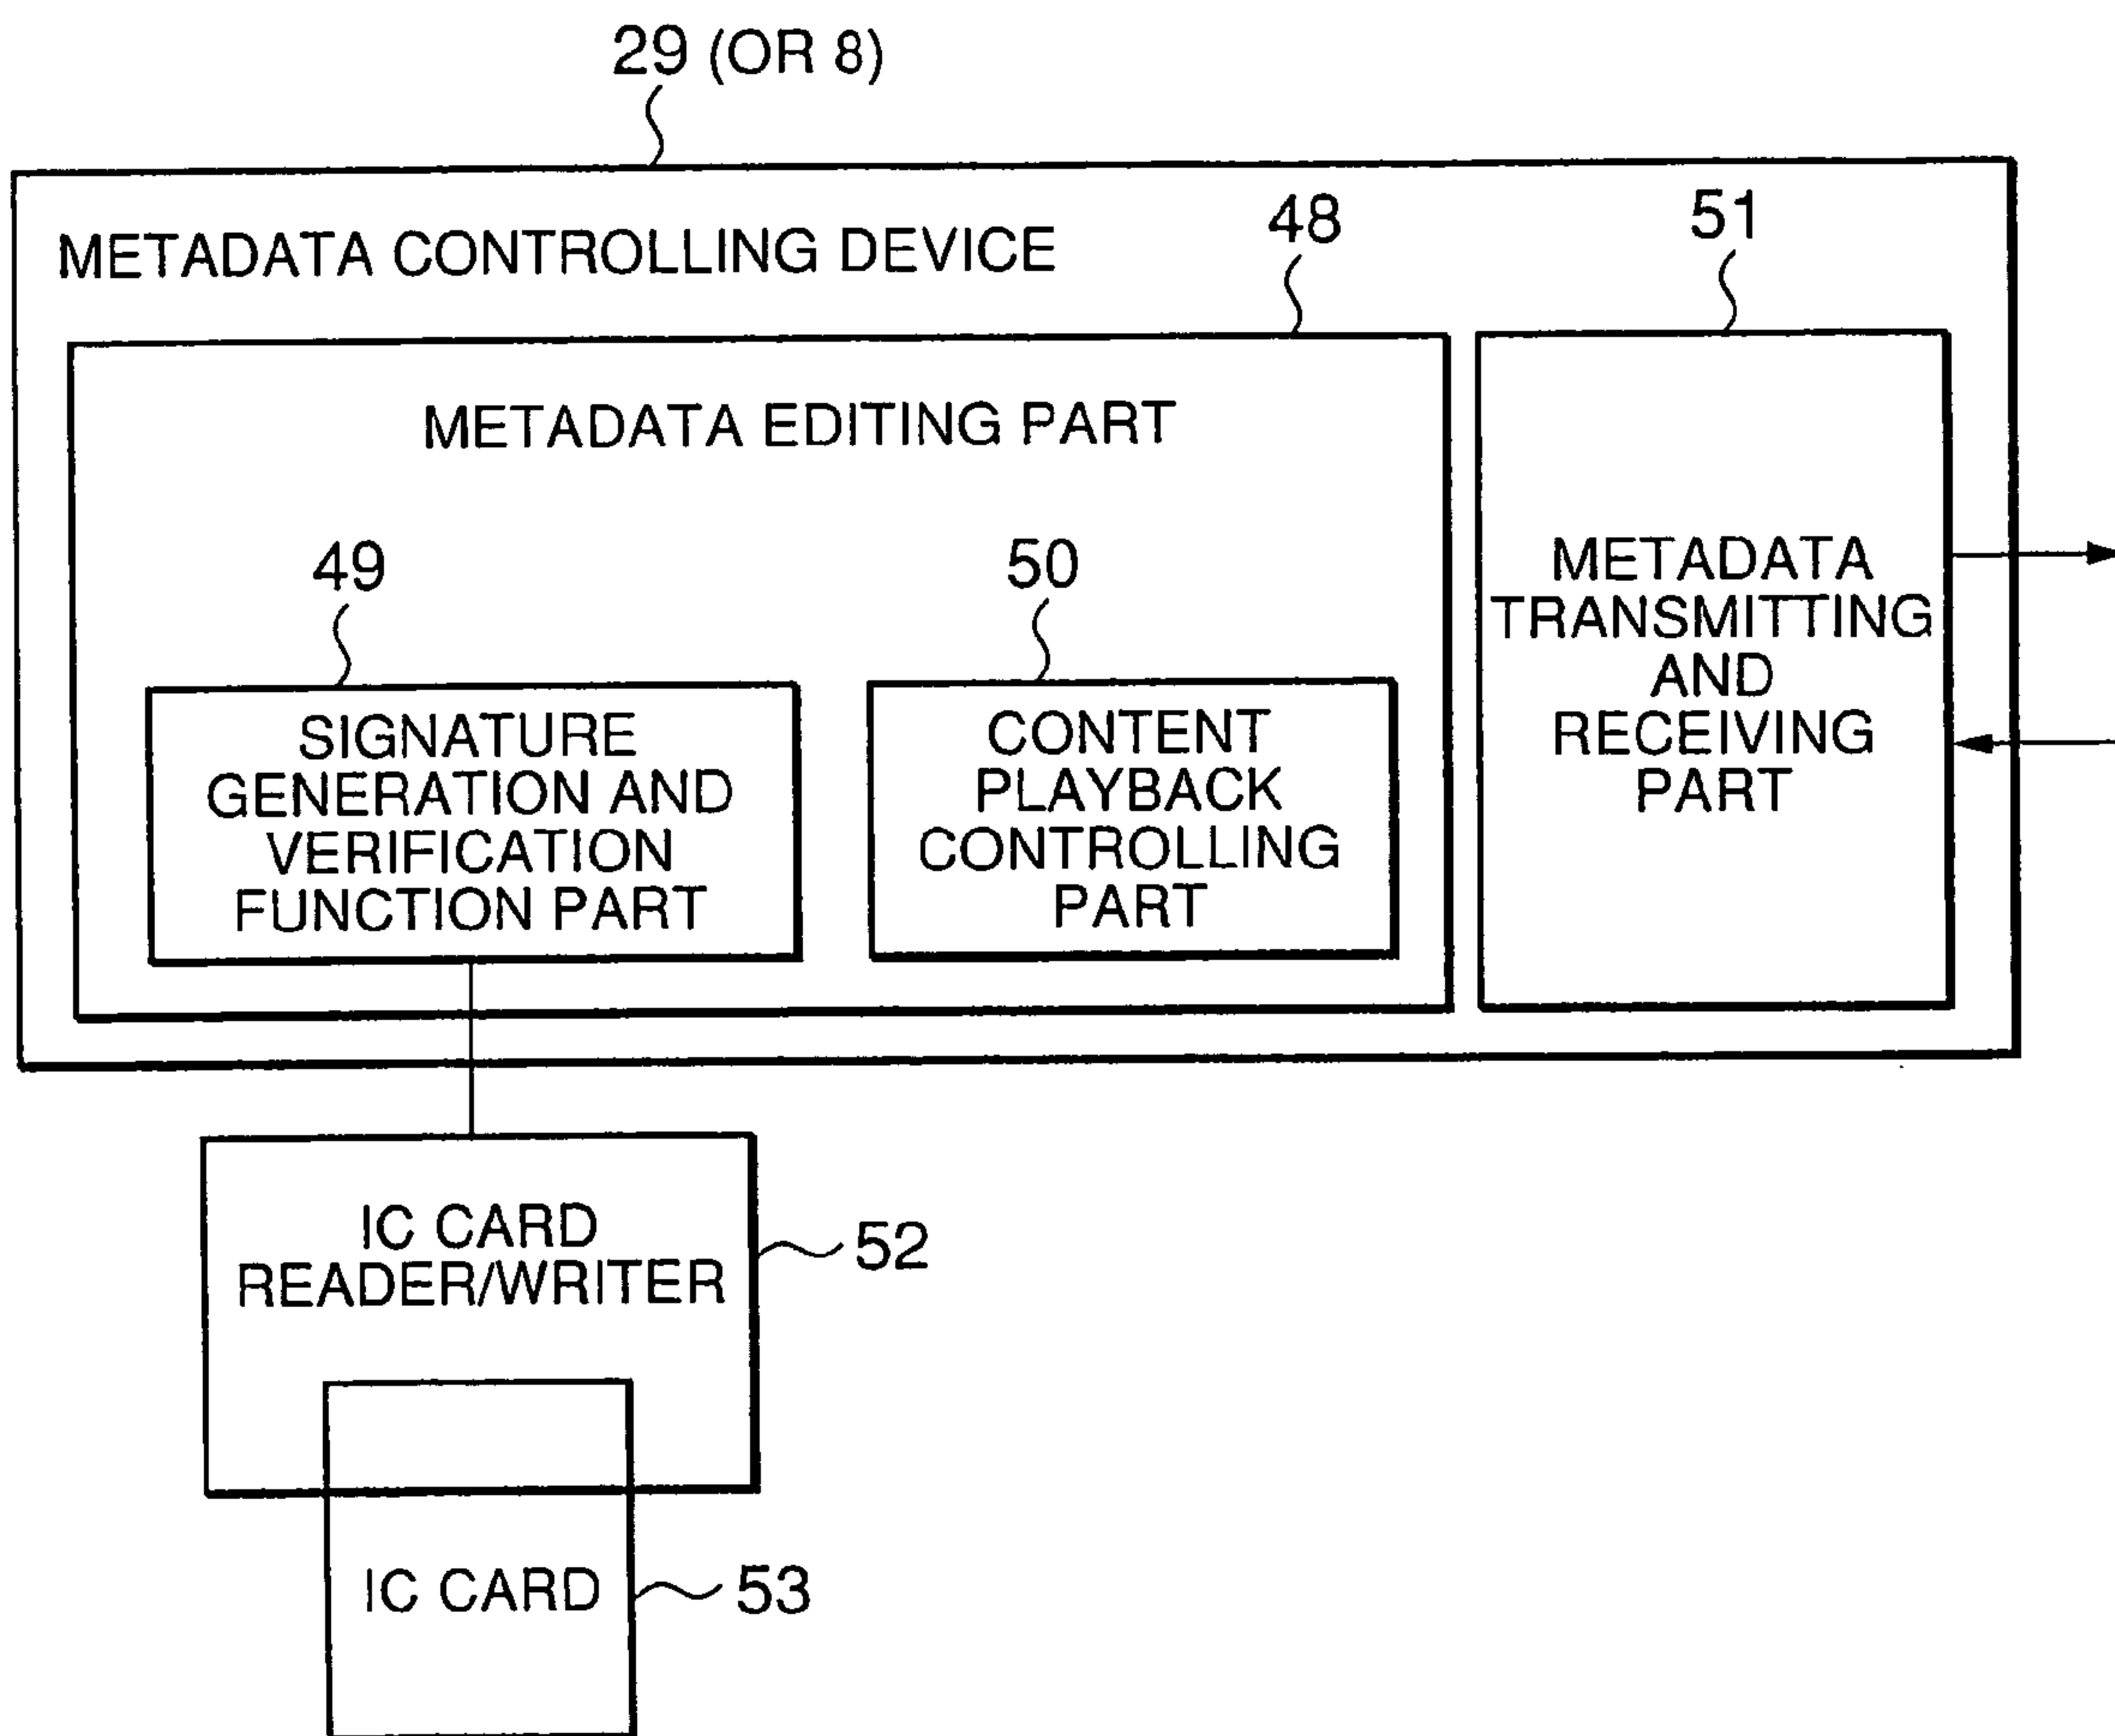 29 (OR 8)
METADATA CONTROLLING DEVICE
48
51
METADATA EDITING PART
49
50
SIGNATURE
GENERATION AND
VERIFICATION
FUNCTION PART
CONTENT
PLAYBACK
CONTROLLING
PART
METADATA
TRANSMITTING
AND
RECEIVING
PART
IC CARD
READER/WRITER
52
IC CARD
53